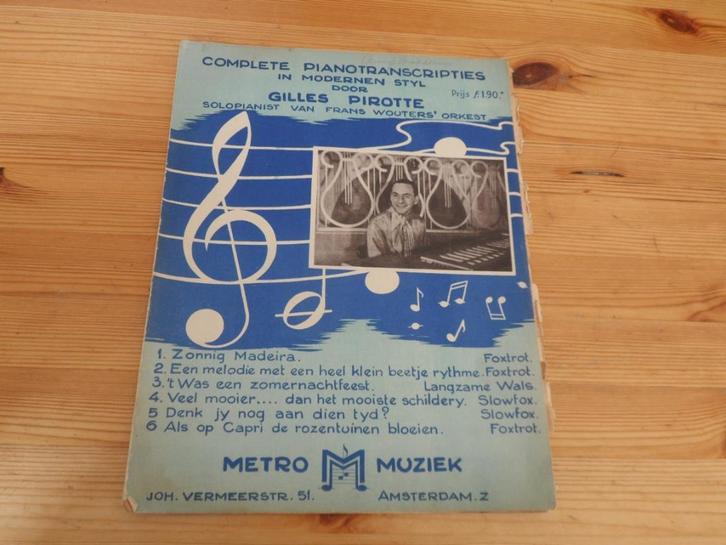 COMPLETE PIANOTRANSCRIPTIES
IN MODERNEN STYL
DOOR
GILLES PIROTTE
Prijs f.1.90.*
SOLOPIANIST VAN FRANS WOUTERS' ORKEST
1. Zonnig Madeira. Foxtrot.
2. Een melodie met een heel klein beetje rythme. Foxtrot.
3. 't Was een zomernachtfeest. Langzame Wals.
4. Veel mooier.... dan het mooiste schildery. Slowfox.
5 Denk jy nog aan dien tyd? Slowfox.
6 Als op Capri de rozentuinen bloeien. Foxtrot.
METRO M MUZIEK
JOH. VERMEERSTR. 51. AMSTERDAM. Z